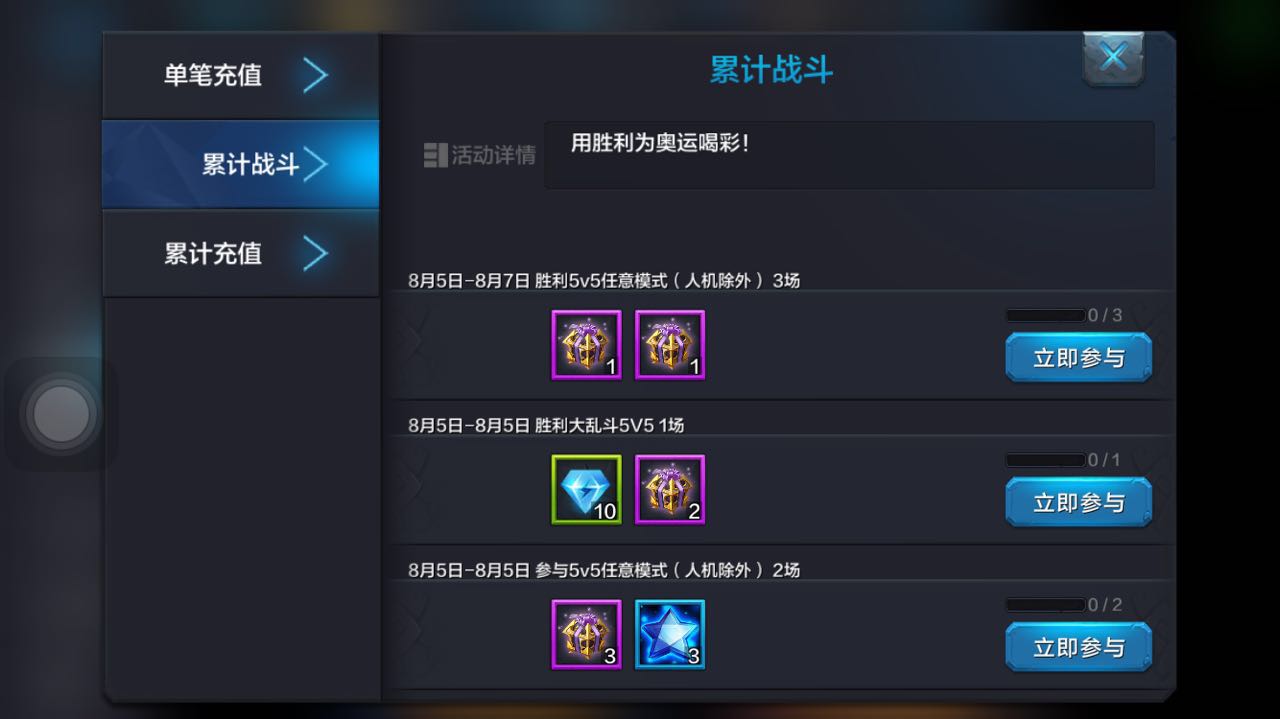 单笔充值
累计战斗
累计充值
累计战斗
活动详情
用胜利为奥运喝彩！
8月5日-8月7日 胜利5v5任意模式（人机除外）3场
1
1
0/3
立即参与
8月5日-8月5日 胜利大乱斗5V5 1场
10
2
0/1
立即参与
8月5日-8月5日 参与5v5任意模式（人机除外）2场
3
3
0/2
立即参与